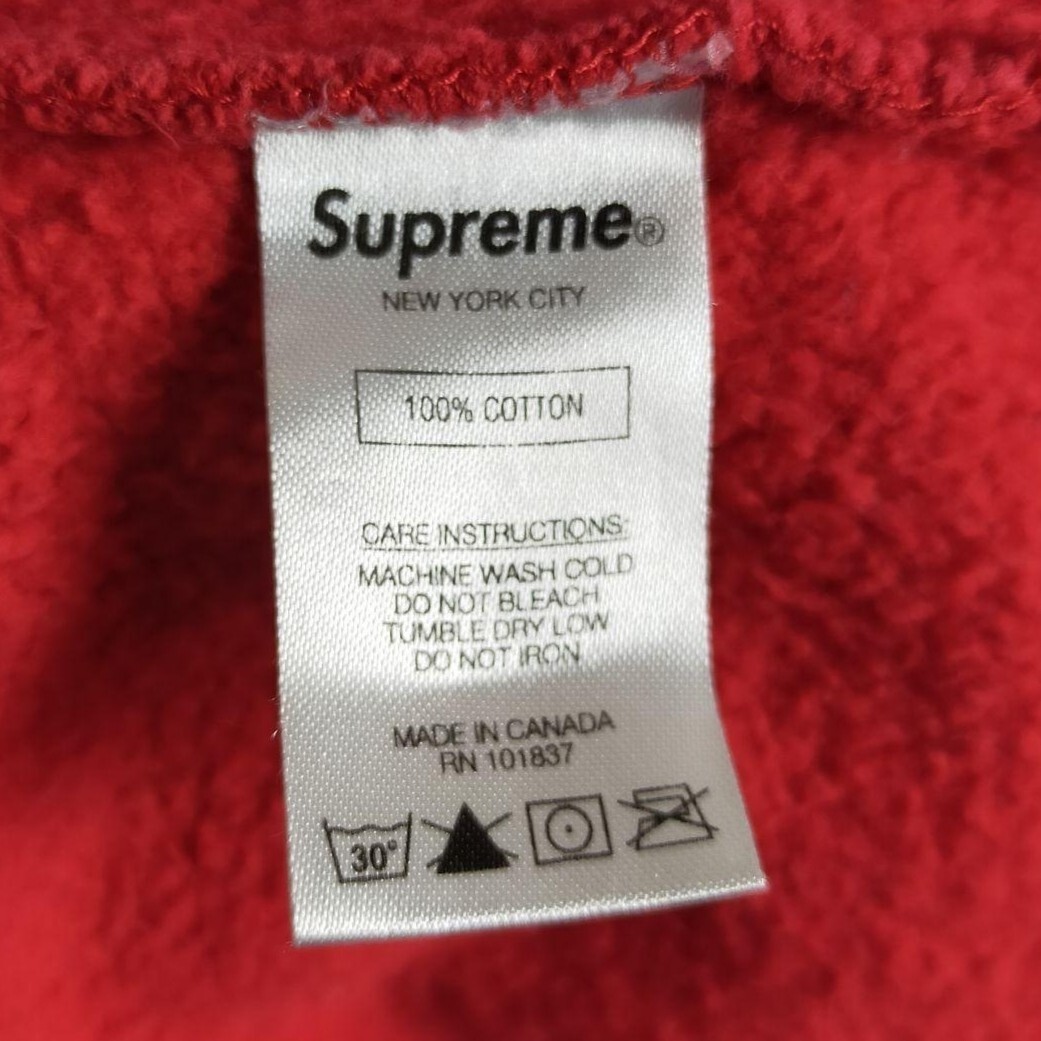 Supreme®
NEW YORK CITY
100% COTTON
CARE INSTRUCTIONS:
MACHINE WASH COLD
DO NOT BLEACH
TUMBLE DRY LOW
DO NOT IRON
MADE IN CANADA
RN 101837
30°